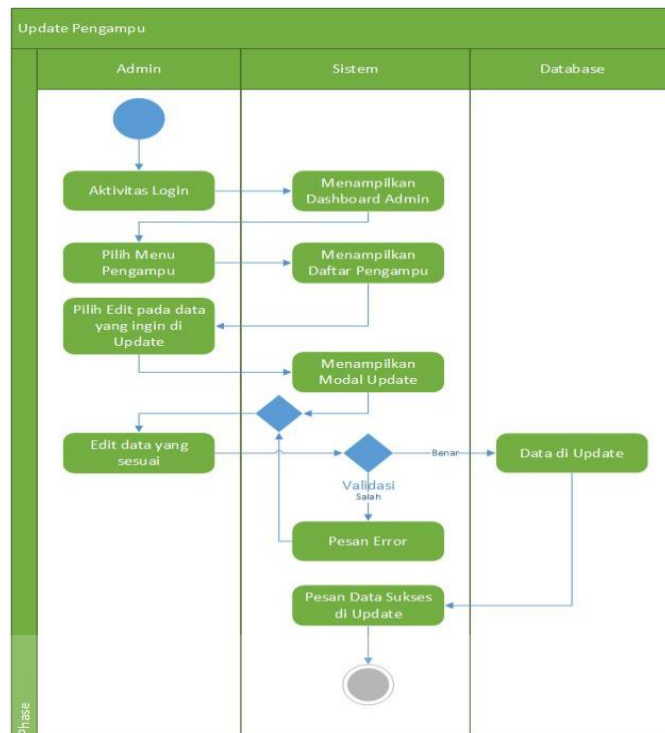 Update Pengampu
Admin
Sistem
Database
Aktivitas Login
Menampilkan
Dashboard Admin
Pilih Menu
Pengampu
Menampilkan
Daftar Pengampu
Pilih Edit pada data
yang ingin di
Update
Menampilkan
Modal Update
Edit data yang
sesuai
Benar
Data di Update
Validasi
Salah
Pesan Error
Pesan Data Sukses
di Update
Phase